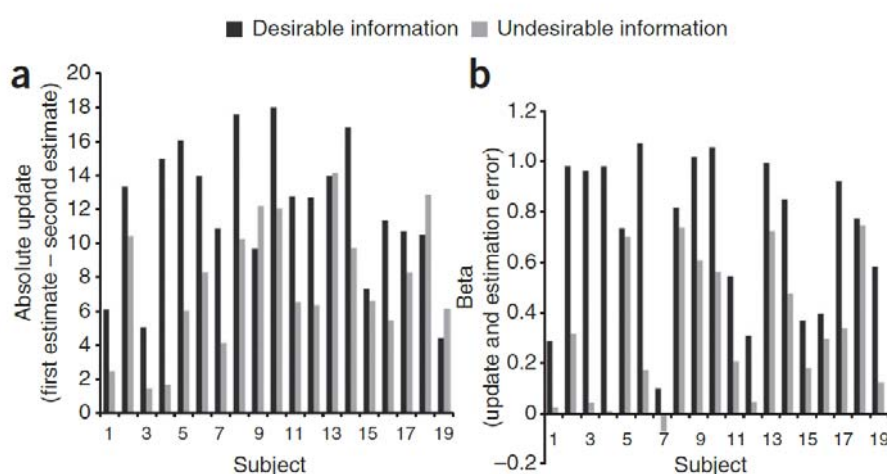 Desirable information Undesirable information
a
Absolute update
(first estimate – second estimate)
20
18
16
14
12
10
8
6
4
2
0
1 3 5 7 9 11 13 15 17 19
Subject
b
Beta
(update and estimation error)
1.2
1.0
0.8
0.6
0.4
0.2
0
–0.2
1 3 5 7 9 11 13 15 17 19
Subject